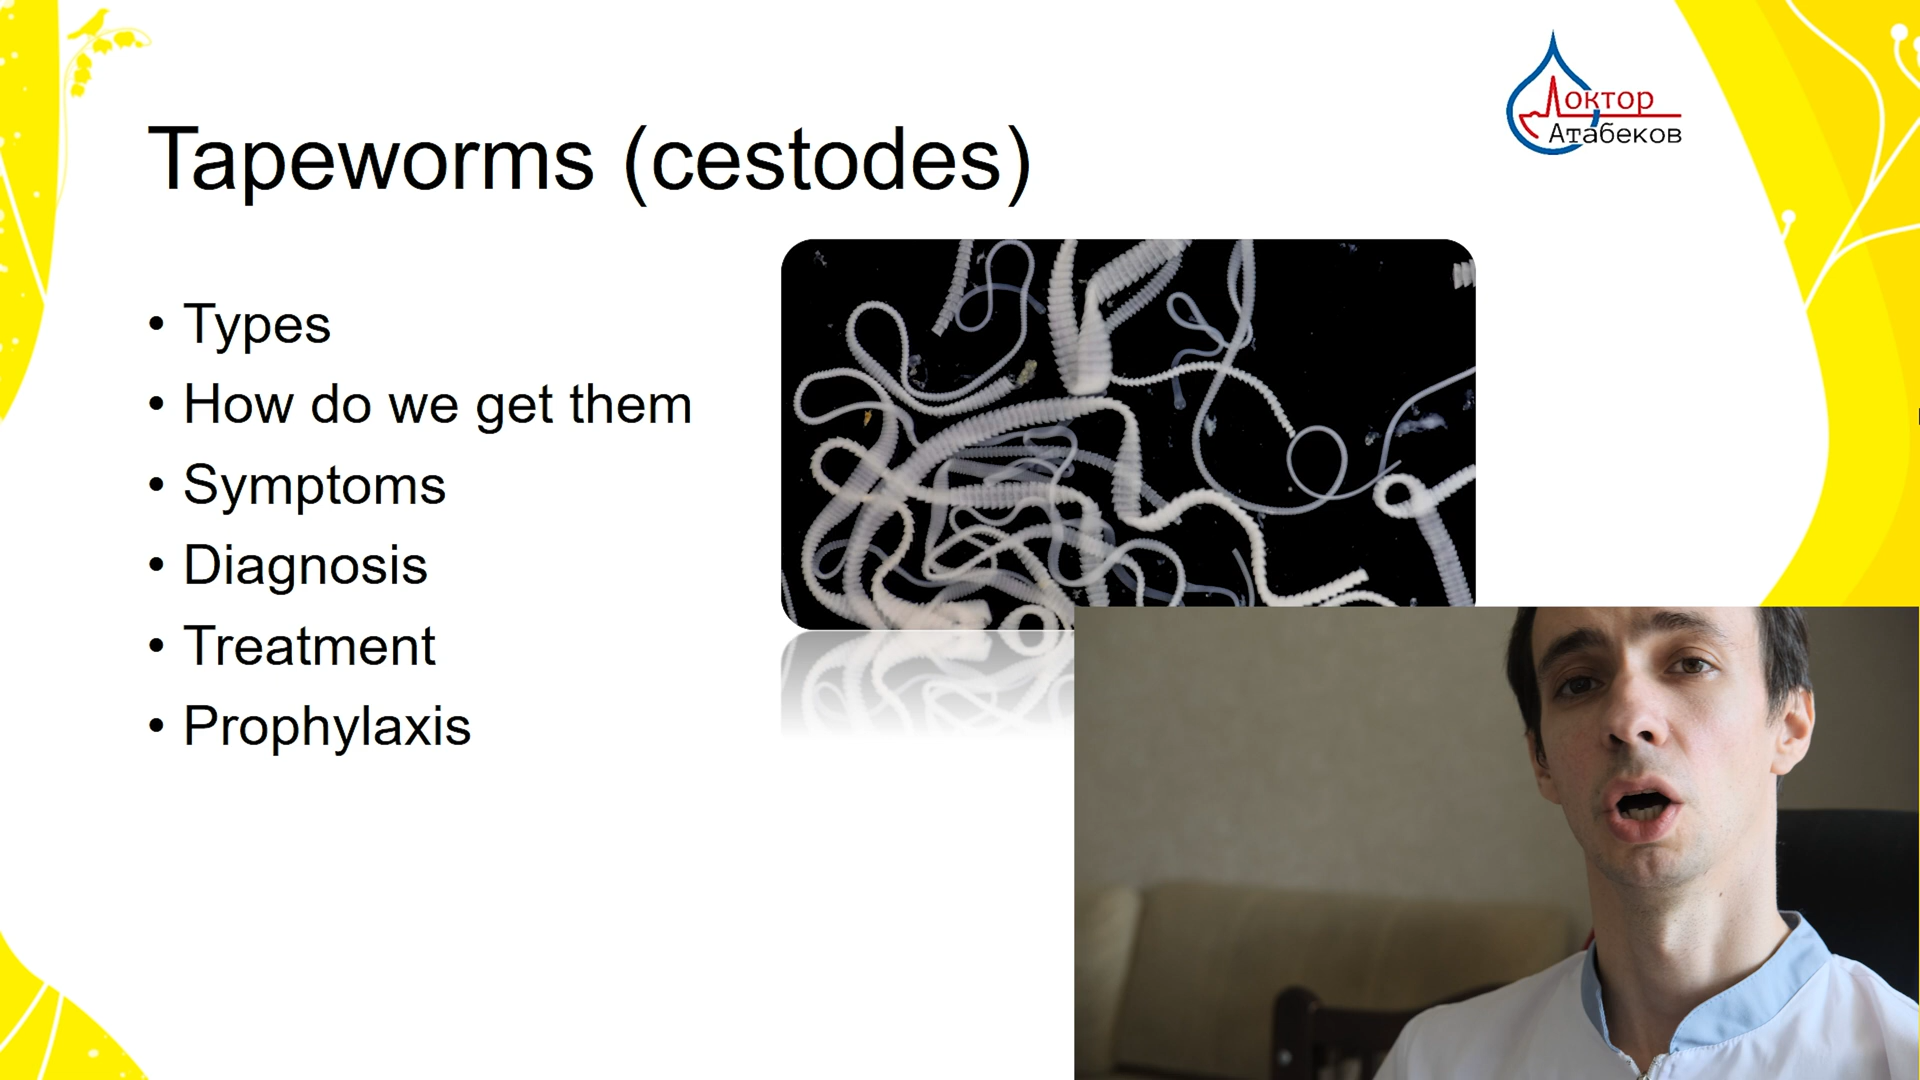 Доктор
Атабеков
Tapeworms (cestodes)
• Types
• How do we get them
• Symptoms
• Diagnosis
• Treatment
• Prophylaxis